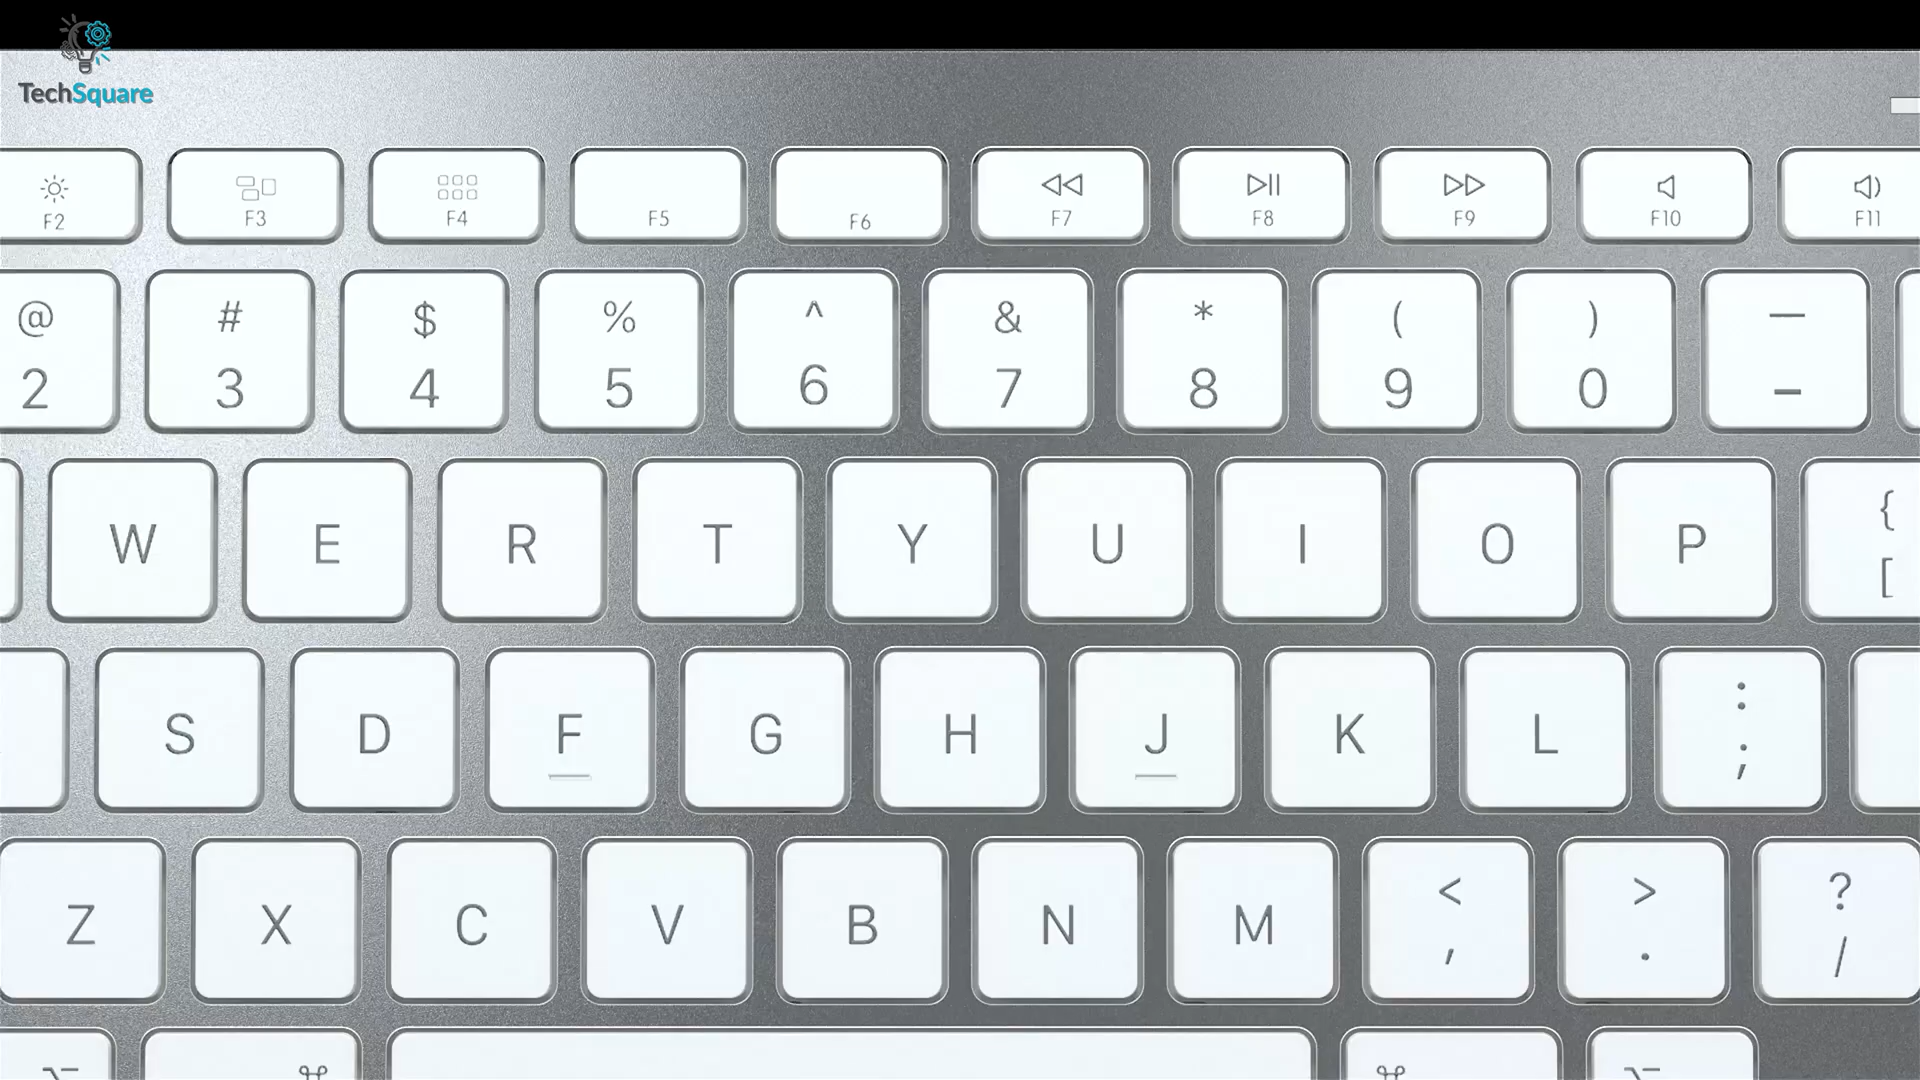 TechSquare
F2 F3 F4 F5 F6 F7 F8 F9 F10 F11
@ # $ % ^ & * ( ) —
2 3 4 5 6 7 8 9 0 –
W E R T Y U I O P { [
S D F G H J K L : ;
Z X C V B N M < , > . ? /
⌥ ⌘ ⌘ ⌥